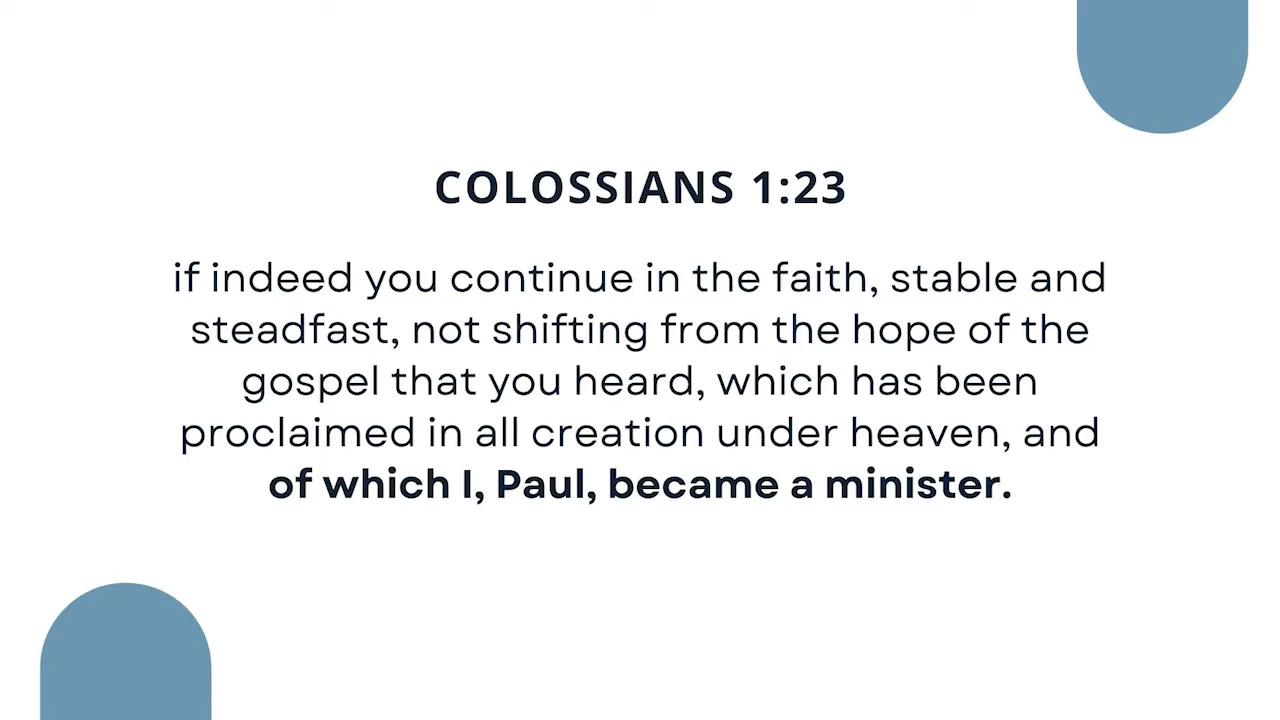 COLOSSIANS 1:23
if indeed you continue in the faith, stable and
steadfast, not shifting from the hope of the
gospel that you heard, which has been
proclaimed in all creation under heaven, and
of which I, Paul, became a minister.